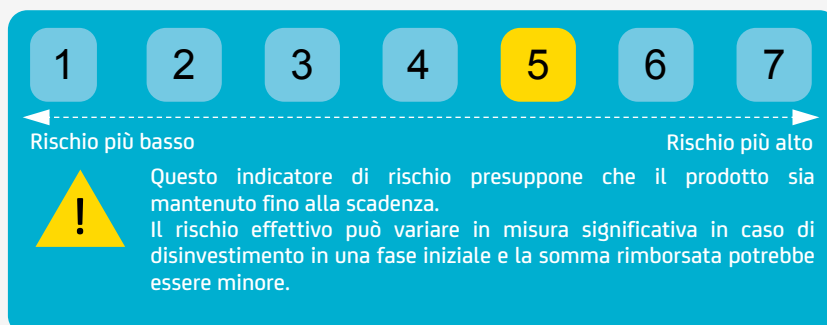 1 2 3 4 5 6 7
Rischio più basso Rischio più alto
!
Questo indicatore di rischio presuppone che il prodotto sia
mantenuto fino alla scadenza.
Il rischio effettivo può variare in misura significativa in caso di
disinvestimento in una fase iniziale e la somma rimborsata potrebbe
essere minore.